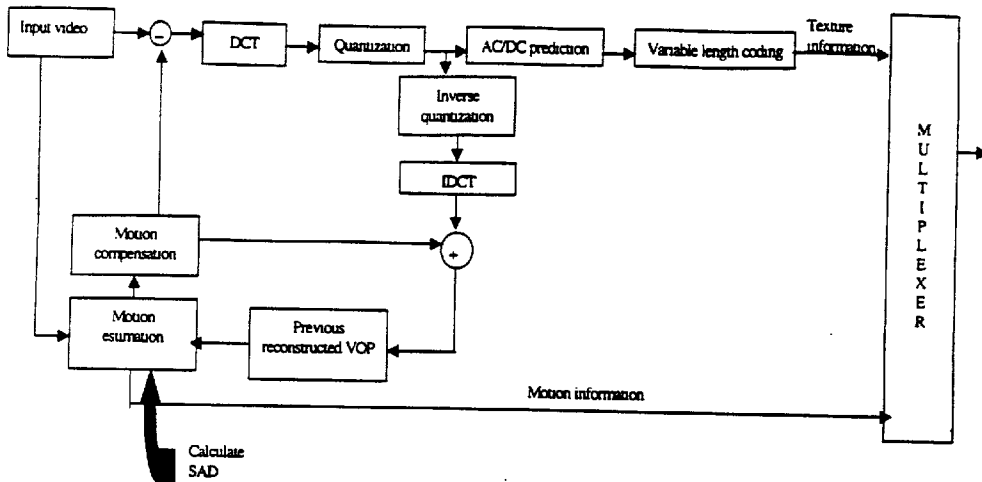 Input video
−
DCT
Quantization
AC/DC prediction
Variable length coding
Texture
information
Inverse
quantization
IDCT
+
Motion
compensation
Motion
estimation
Previous
reconstructed VOP
Motion information
Calculate
SAD
MULTIPLEXER